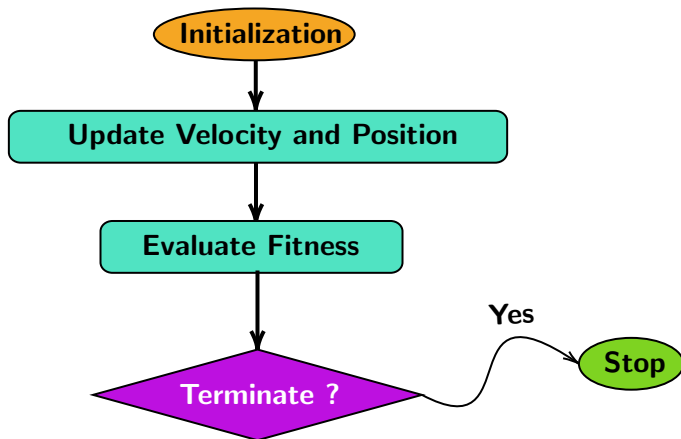 Initialization
Update Velocity and Position
Evaluate Fitness
Yes
Stop
Terminate ?